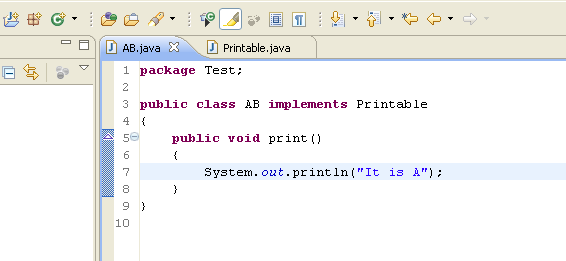 AB.java Printable.java
1 package Test;
2
3 public class AB implements Printable
4 {
5 public void print()
6 {
7 System.out.println("It is A");
8 }
9 }
10